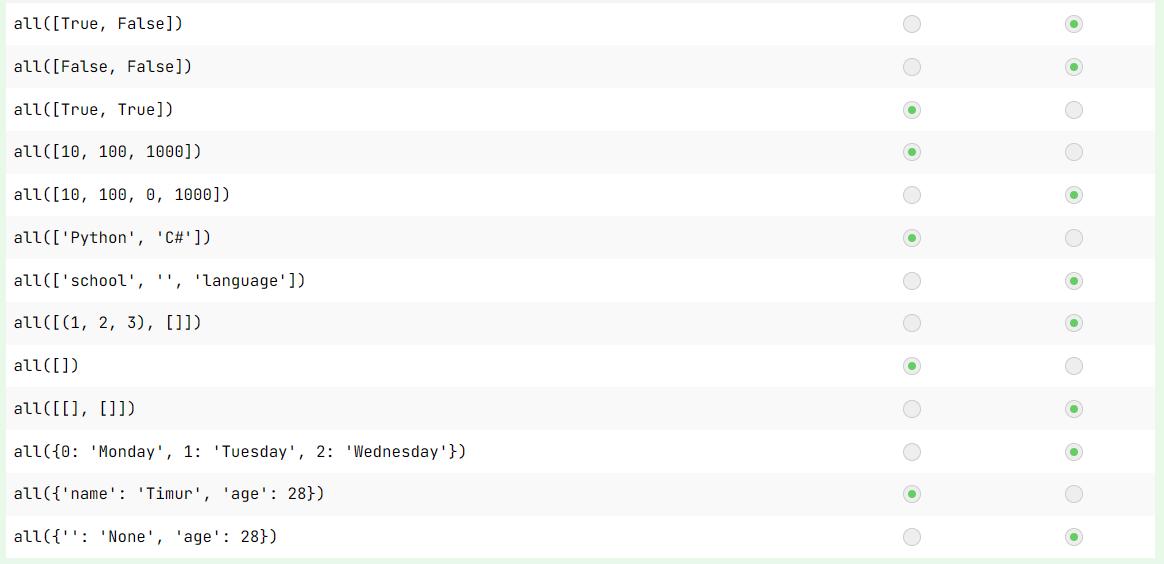 all([True, False])
all([False, False])
all([True, True])
all([10, 100, 1000])
all([10, 100, 0, 1000])
all(['Python', 'C#'])
all(['school', '', 'language'])
all([(1, 2, 3), []])
all([])
all([[], []])
all({0: 'Monday', 1: 'Tuesday', 2: 'Wednesday'})
all({'name': 'Timur', 'age': 28})
all({'': 'None', 'age': 28})